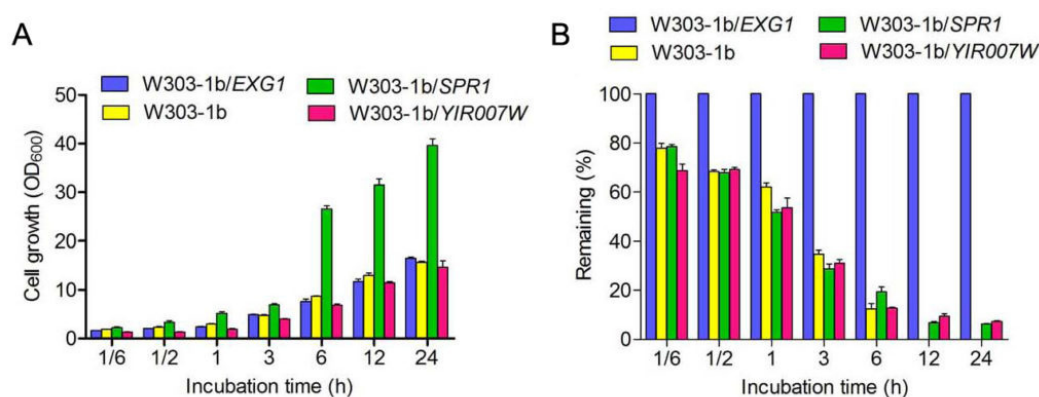 A
W303-1b/EXG1
W303-1b/SPR1
W303-1b
W303-1b/YIR007W
50
40
30
20
10
0
Cell growth (OD600)
1/6 1/2 1 3 6 12 24
Incubation time (h)
B
W303-1b/EXG1
W303-1b/SPR1
W303-1b
W303-1b/YIR007W
100
80
60
40
20
0
Remaining (%)
1/6 1/2 1 3 6 12 24
Incubation time (h)